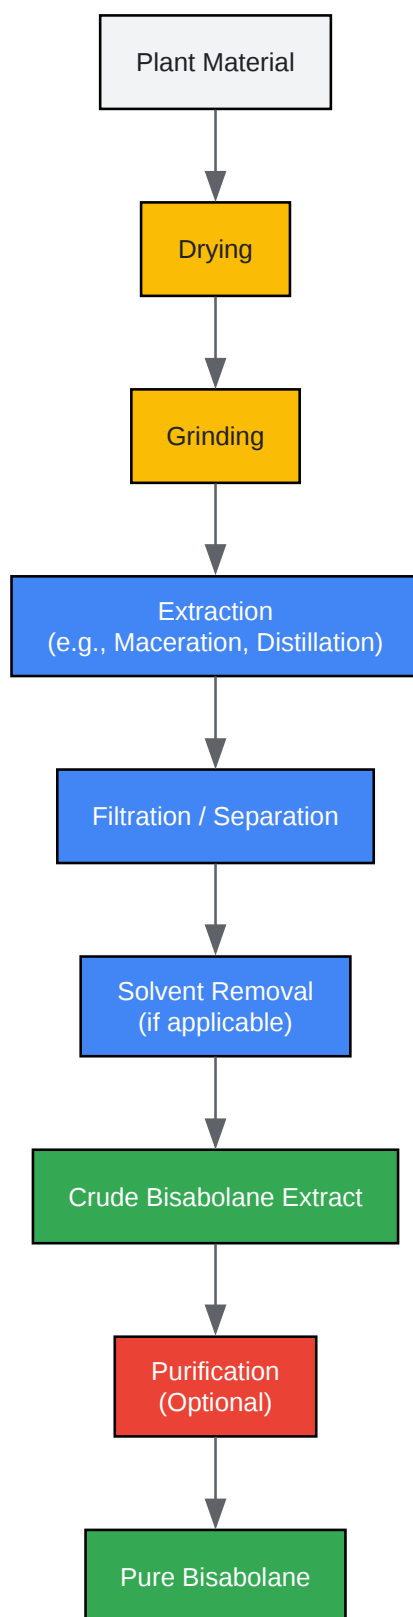 Plant Material
Drying
Grinding
Extraction
(e.g., Maceration, Distillation)
Filtration / Separation
Solvent Removal
(if applicable)
Crude Bisabolane Extract
Purification
(Optional)
Pure Bisabolane